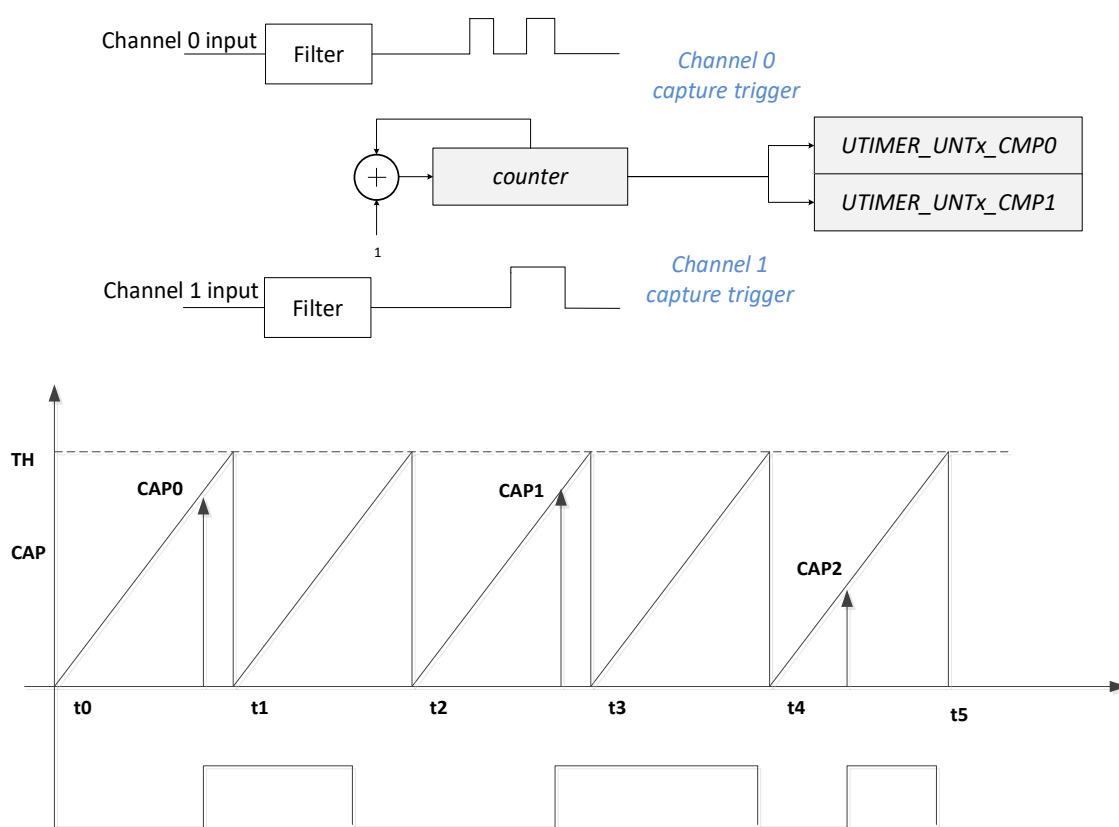 Channel 0 input
Filter
Channel 0
capture trigger
UTIMER_UNTx_CMP0
counter
+
UTIMER_UNTx_CMP1
1
Channel 1 input
Filter
Channel 1
capture trigger
TH
CAP0
CAP1
CAP
CAP2
t0
t1
t2
t3
t4
t5